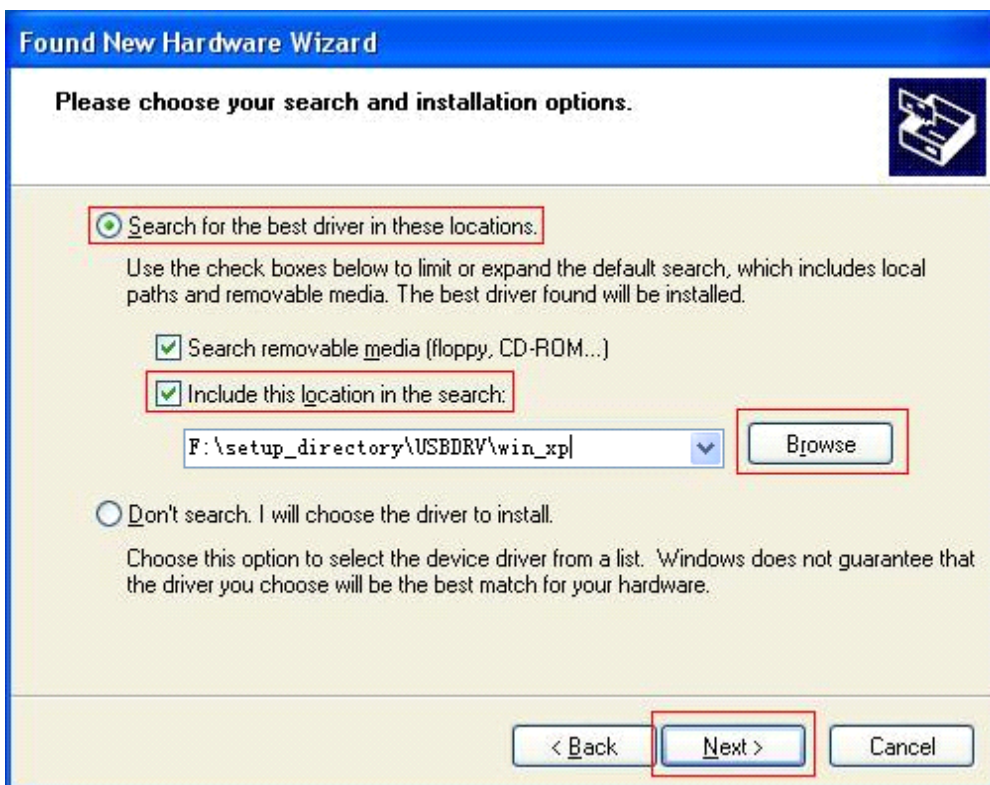 Found New Hardware Wizard
Please choose your search and installation options.
Search for the best driver in these locations.
Use the check boxes below to limit or expand the default search, which includes local
paths and removable media. The best driver found will be installed.
Search removable media (floppy, CD-ROM...)
Include this location in the search:
F:\setup_directory\USBDRV\win_xp
Browse
Don't search. I will choose the driver to install.
Choose this option to select the device driver from a list. Windows does not guarantee that
the driver you choose will be the best match for your hardware.
< Back Next > Cancel